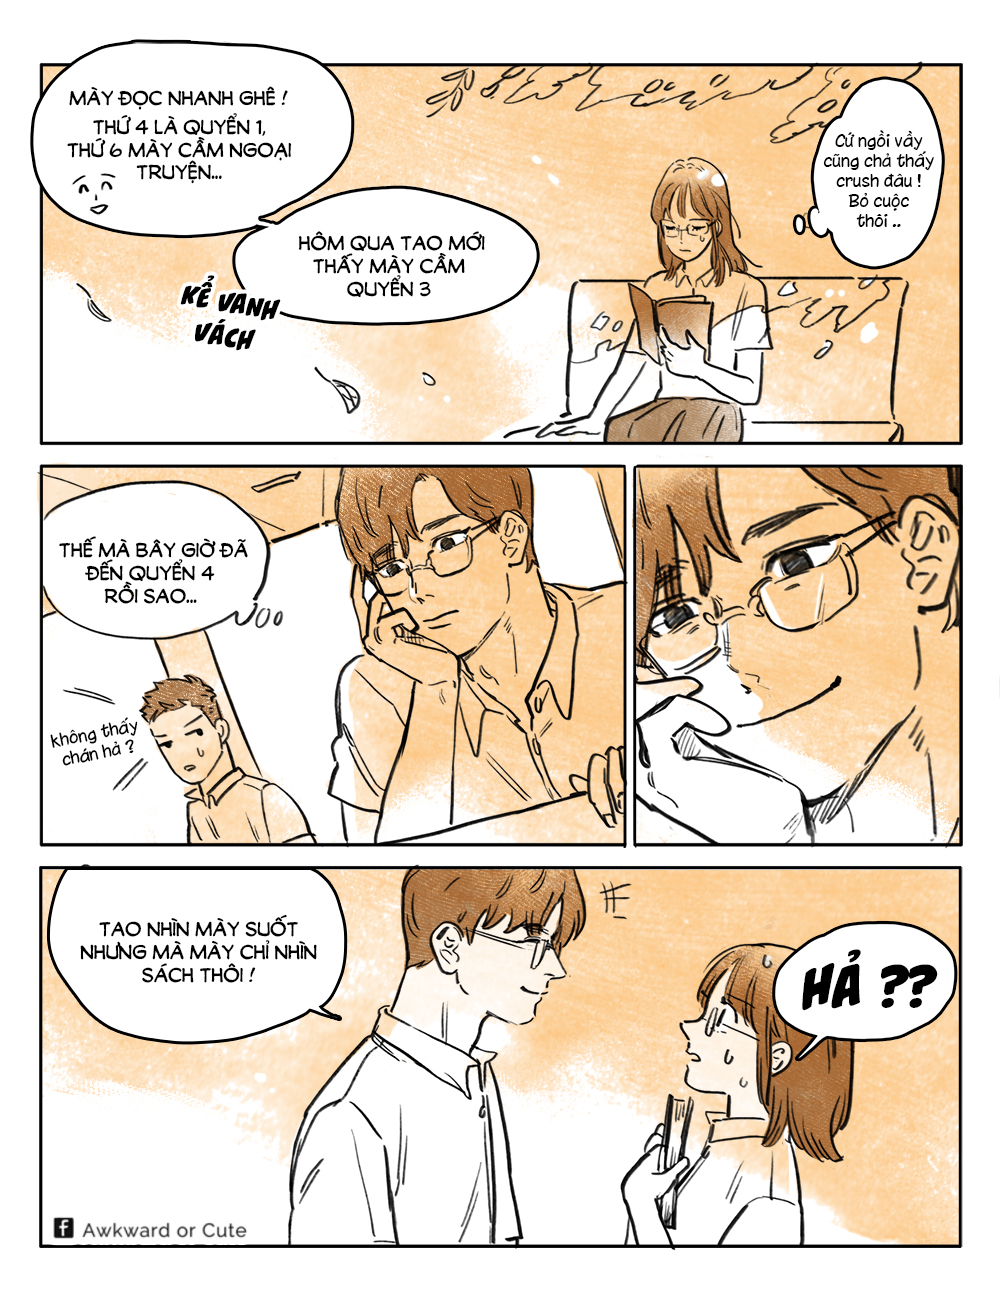 MÀY ĐỌC NHANH GHÊ !
THỨ 4 LÀ QUYỂN 1,
THỨ 6 MÀY CẦM NGOẠI
TRUYỆN...
HÔM QUA TAO MỚI
THẤY MÀY CẦM
QUYỂN 3
KỂ VANH
VÁCH
Cứ ngồi vầy
cũng chả thấy
crush đâu !
Bỏ cuộc
thôi ..
THẾ MÀ BÂY GIỜ ĐÃ
ĐẾN QUYỂN 4
RỒI SAO...
không thấy
chán hả ?
TAO NHÌN MÀY SUỐT
NHƯNG MÀ MÀY CHỈ NHÌN
SÁCH THÔI !
HẢ ??
f Awkward or Cute